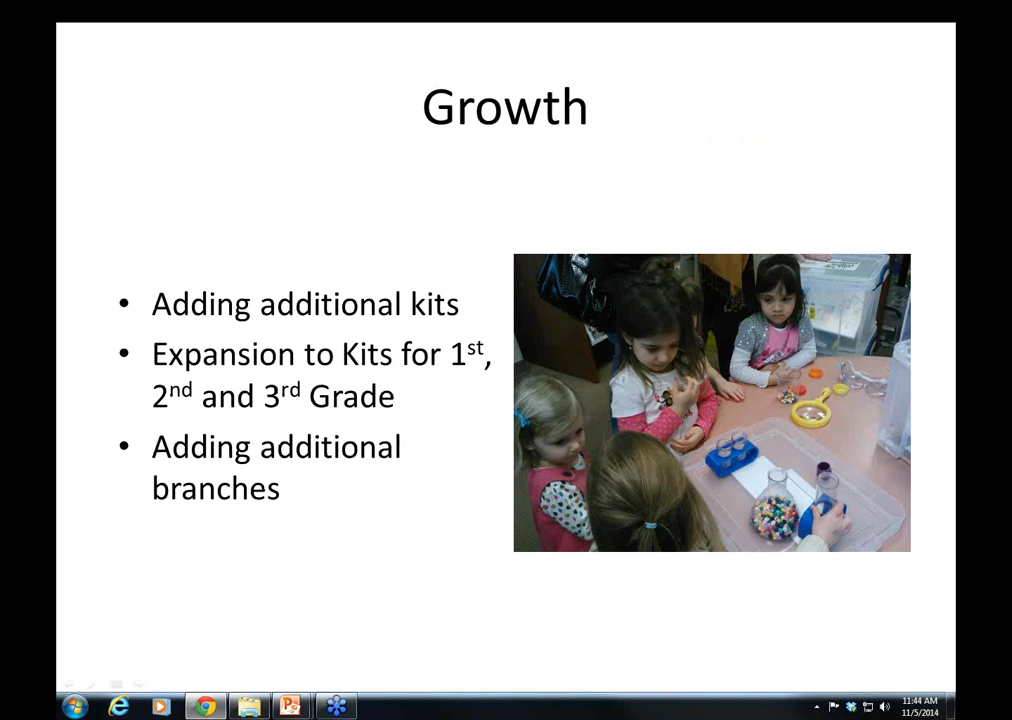 Growth
• Adding additional kits
• Expansion to Kits for 1st,
2nd and 3rd Grade
• Adding additional
branches
11:44 AM
11/5/2014